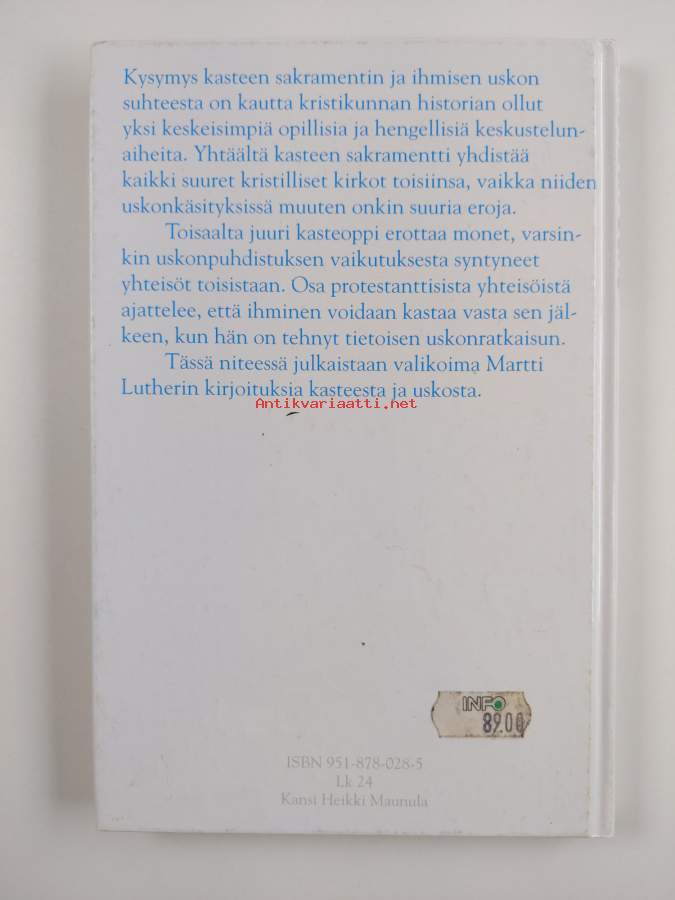 Kysymys kasteen sakramentin ja ihmisen uskon
suhteesta on kautta kristikunnan historian ollut
yksi keskeisimpiä opillisia ja hengellisiä keskustelun-
aiheita. Yhtäältä kasteen sakramentti yhdistää
kaikki suuret kristilliset kirkot toisiinsa, vaikka niiden
uskonkäsityksissä muuten onkin suuria eroja.
Toisaalta juuri kasteoppi erottaa monet, varsin-
kin uskonpuhdistuksen vaikutuksesta syntyneet
yhteisöt toisistaan. Osa protestanttisista yhteisöistä
ajattelee, että ihminen voidaan kastaa vasta sen jäl-
keen, kun hän on tehnyt tietoisen uskonratkaisun.
Tässä niteessä julkaistaan valikoima Martti
Lutherin kirjoituksia kasteesta ja uskosta.
Antikvariaatti.net
INFO
89.00
ISBN 951-878-028-5
Lk 24
Kansi Heikki Maunula